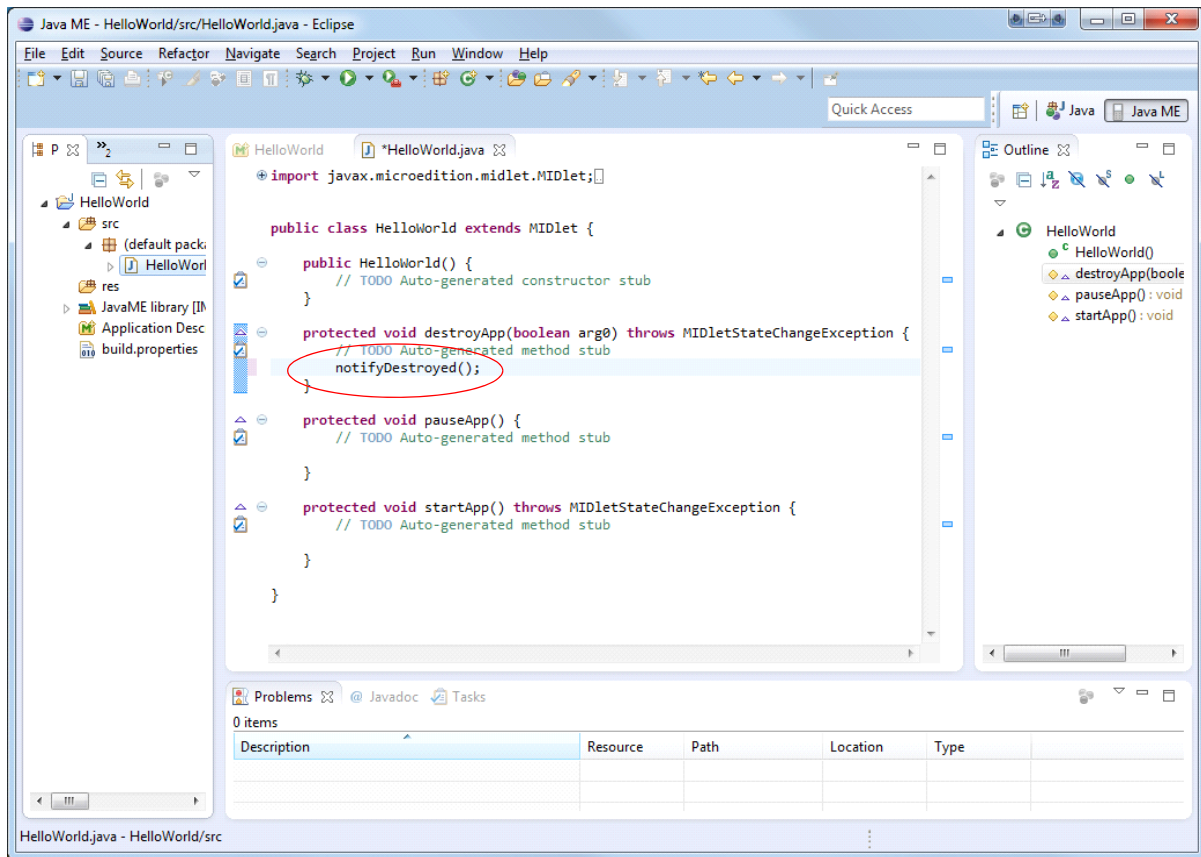 Java ME - HelloWorld/src/HelloWorld.java - Eclipse
File Edit Source Refactor Navigate Search Project Run Window Help
Quick Access
Java
Java ME
P
»2
HelloWorld
src
(default packa
HelloWorl
res
JavaME library [IM
Application Desc
build.properties
HelloWorld
*HelloWorld.java
import javax.microedition.midlet.MIDlet;
public class HelloWorld extends MIDlet {
public HelloWorld() {
// TODO Auto-generated constructor stub
}
protected void destroyApp(boolean arg0) throws MIDletStateChangeException {
// TODO Auto-generated method stub
notifyDestroyed();
}
protected void pauseApp() {
// TODO Auto-generated method stub
}
protected void startApp() throws MIDletStateChangeException {
// TODO Auto-generated method stub
}
}
Outline
HelloWorld
HelloWorld()
destroyApp(boole
pauseApp() : void
startApp() : void
Problems @ Javadoc Tasks
0 items
Description Resource Path Location Type
HelloWorld.java - HelloWorld/src